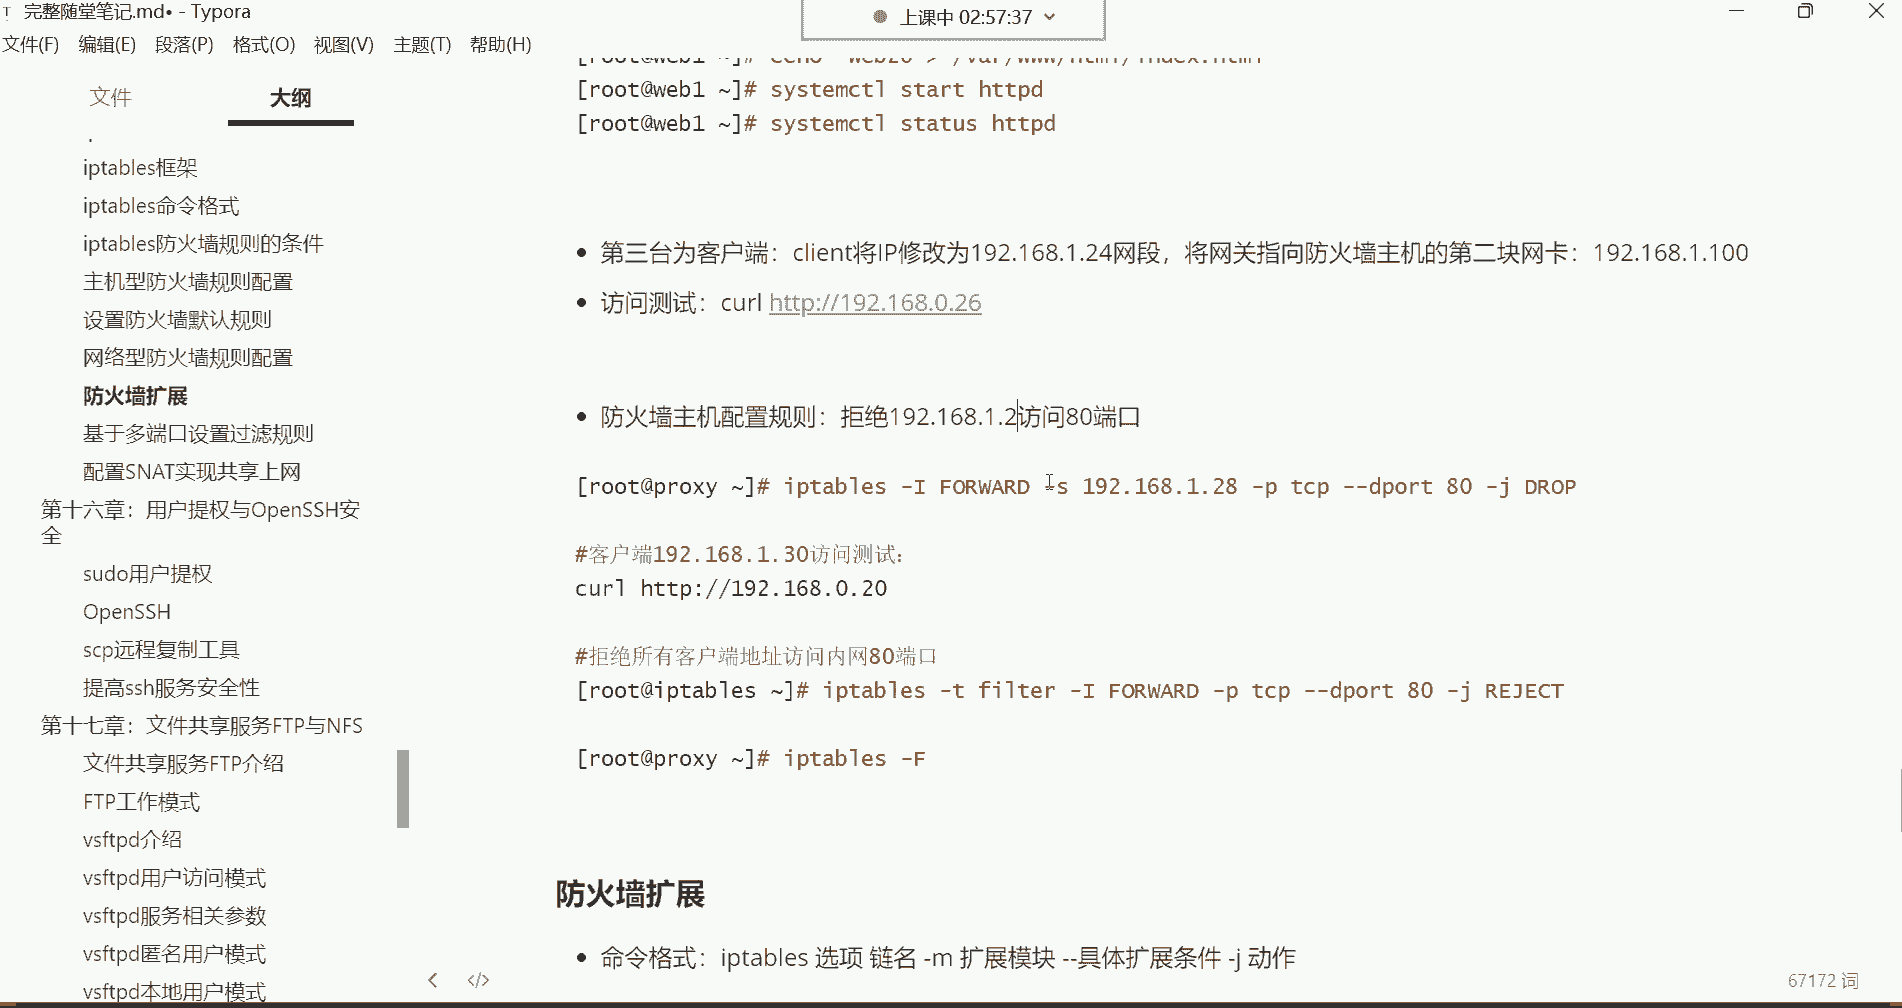 完整随堂笔记.md• - Typora
上课中 02:57:37
文件(F) 编辑(E) 段落(P) 格式(O) 视图(V) 主题(T) 帮助(H)
文件 大纲
iptables框架
iptables命令格式
iptables防火墙规则的条件
主机型防火墙规则配置
设置防火墙默认规则
网络型防火墙规则配置
防火墙扩展
基于多端口设置过滤规则
配置SNAT实现共享上网
第十六章：用户提权与OpenSSH安
全
sudo用户提权
OpenSSH
scp远程复制工具
提高ssh服务安全性
第十七章：文件共享服务FTP与NFS
文件共享服务FTP介绍
FTP工作模式
vsftpd介绍
vsftpd用户访问模式
vsftpd服务相关参数
vsftpd匿名用户模式
vsftpd本地用户模式
[root@web1 ~]# echo "web20" > /var/www/html/index.html
[root@web1 ~]# systemctl start httpd
[root@web1 ~]# systemctl status httpd
第三台为客户端：client将IP修改为192.168.1.24网段，将网关指向防火墙主机的第二块网卡：192.168.1.100
访问测试：curl http://192.168.0.26
防火墙主机配置规则：拒绝192.168.1.2访问80端口
[root@proxy ~]# iptables -I FORWARD -s 192.168.1.28 -p tcp --dport 80 -j DROP
#客户端192.168.1.30访问测试：
curl http://192.168.0.20
#拒绝所有客户端地址访问内网80端口
[root@iptables ~]# iptables -t filter -I FORWARD -p tcp --dport 80 -j REJECT
[root@proxy ~]# iptables -F
防火墙扩展
命令格式：iptables 选项 链名 -m 扩展模块 --具体扩展条件 -j 动作
67172 词